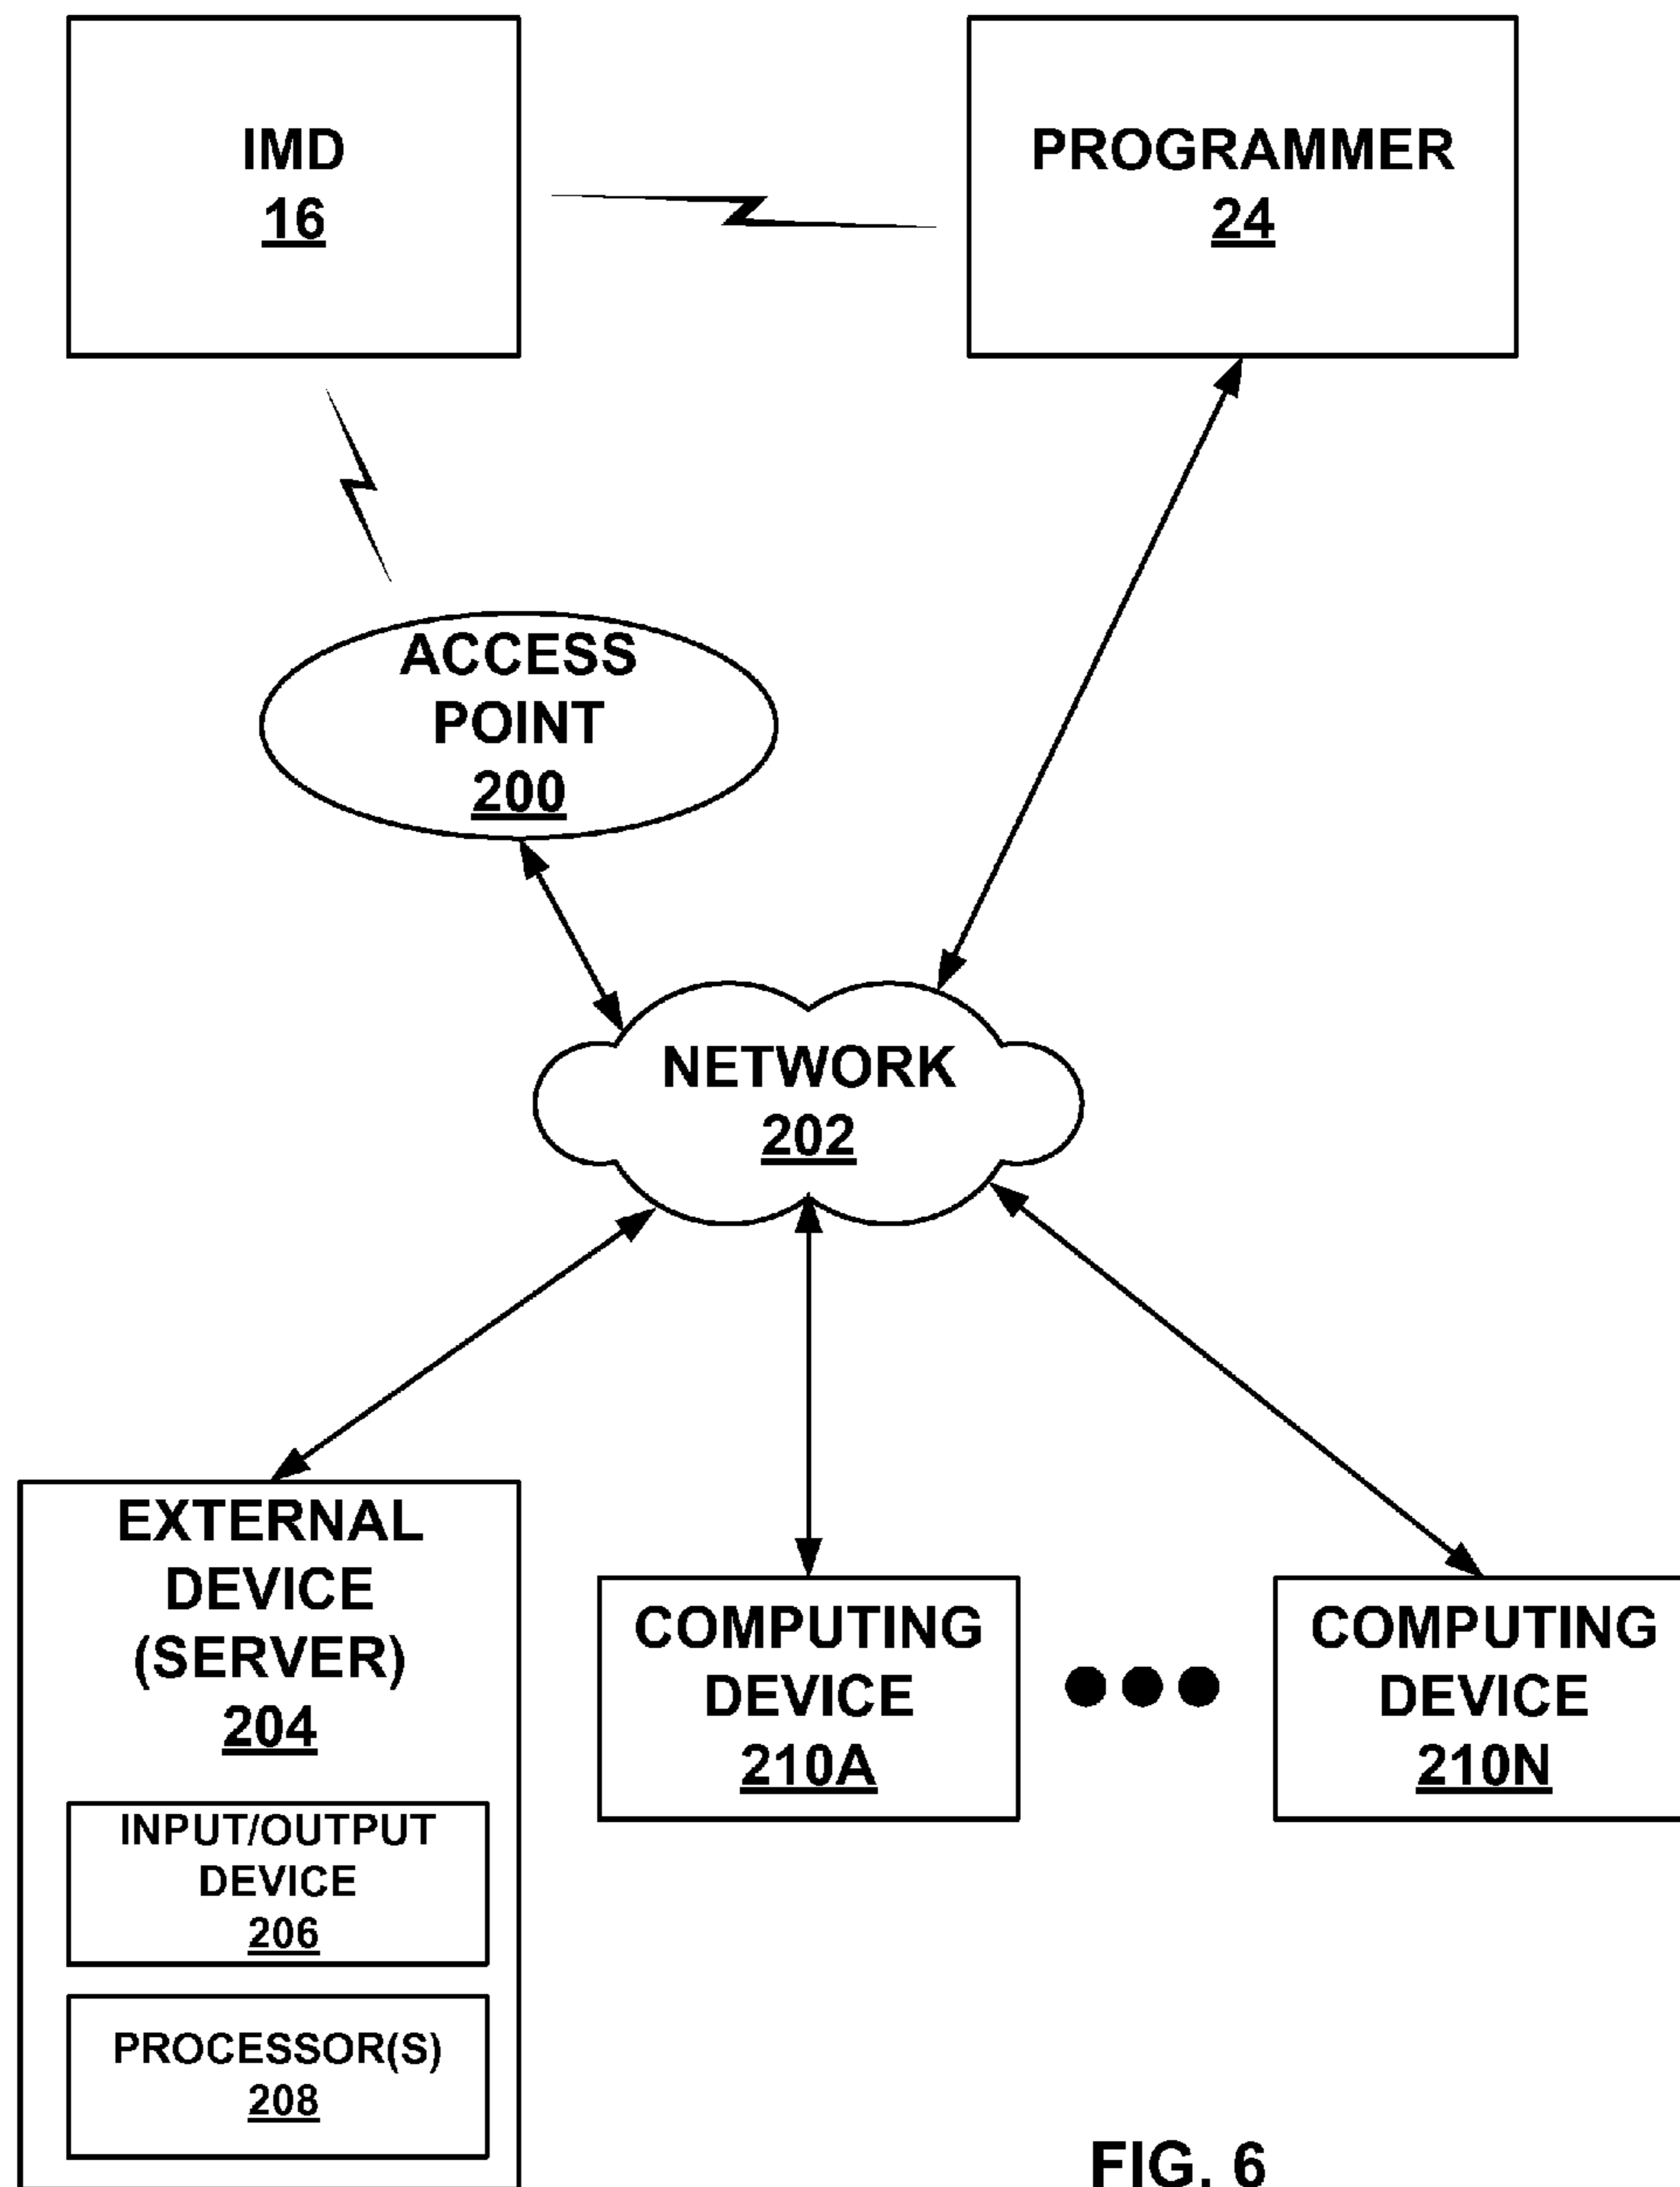 IMD
16
PROGRAMMER
24
ACCESS
POINT
200
NETWORK
202
EXTERNAL
DEVICE
(SERVER)
204
INPUT/OUTPUT
DEVICE
206
PROCESSOR(S)
208
COMPUTING
DEVICE
210A
COMPUTING
DEVICE
210N
FIG. 6